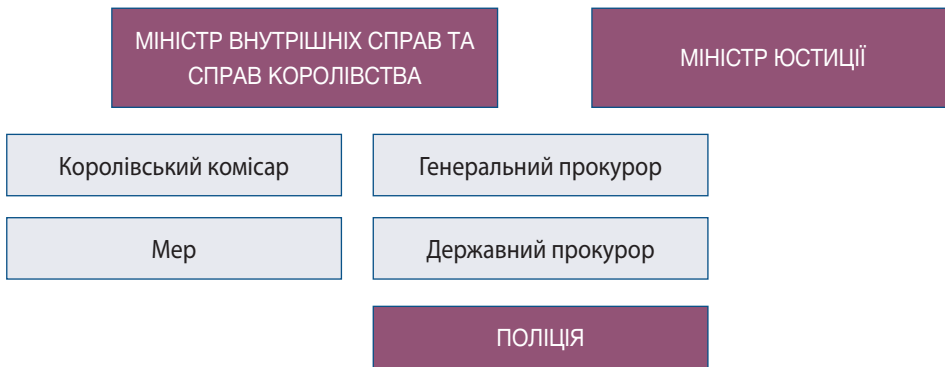 МІНІСТР ВНУТРІШНІХ СПРАВ ТА
СПРАВ КОРОЛІВСТВА
МІНІСТР ЮСТИЦІЇ
Королівський комісар
Генеральний прокурор
Мер
Державний прокурор
ПОЛІЦІЯ